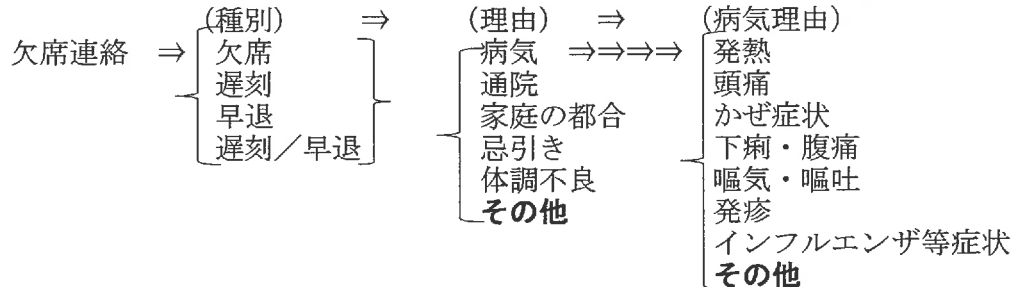 (種別) ⇒ (理由) ⇒ (病気理由)
欠席連絡 ⇒ 欠席 病気 ⇒⇒⇒⇒ 発熱
遅刻 通院 頭痛
早退 家庭の都合 かぜ症状
遅刻／早退 忌引き 下痢・腹痛
体調不良 嘔気・嘔吐
その他 発疹
インフルエンザ等症状
その他